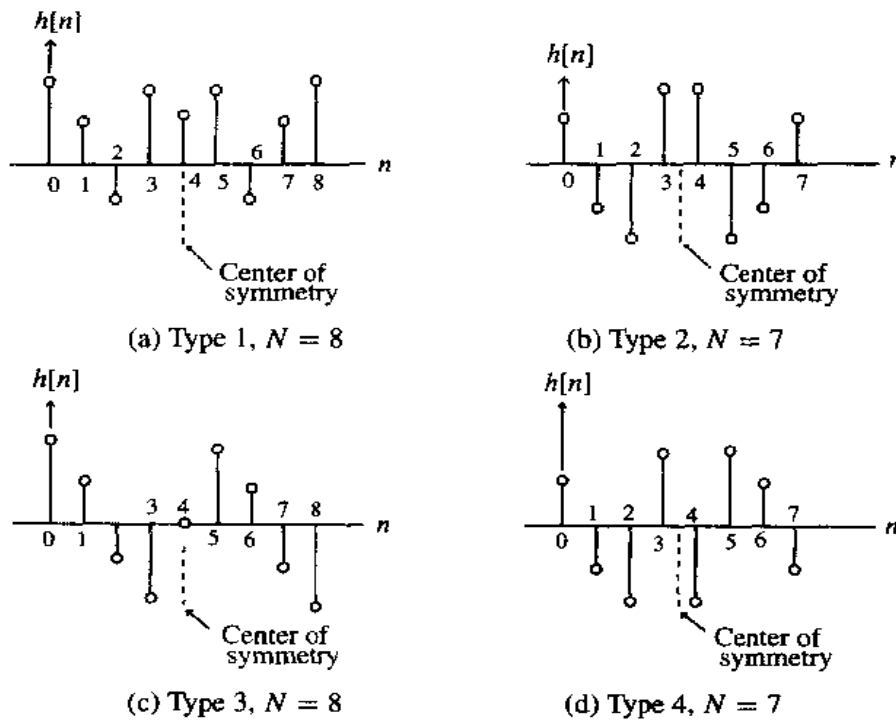 h[n]
0 1 2 3 4 5 6 7 8 n
Center of
symmetry
(a) Type 1, N = 8
h[n]
0 1 2 3 4 5 6 7
Center of
symmetry
(b) Type 2, N = 7
h[n]
0 1 3 4 5 6 7 8 n
Center of
symmetry
(c) Type 3, N = 8
h[n]
0 1 2 3 4 5 6 7 n
Center of
symmetry
(d) Type 4, N = 7